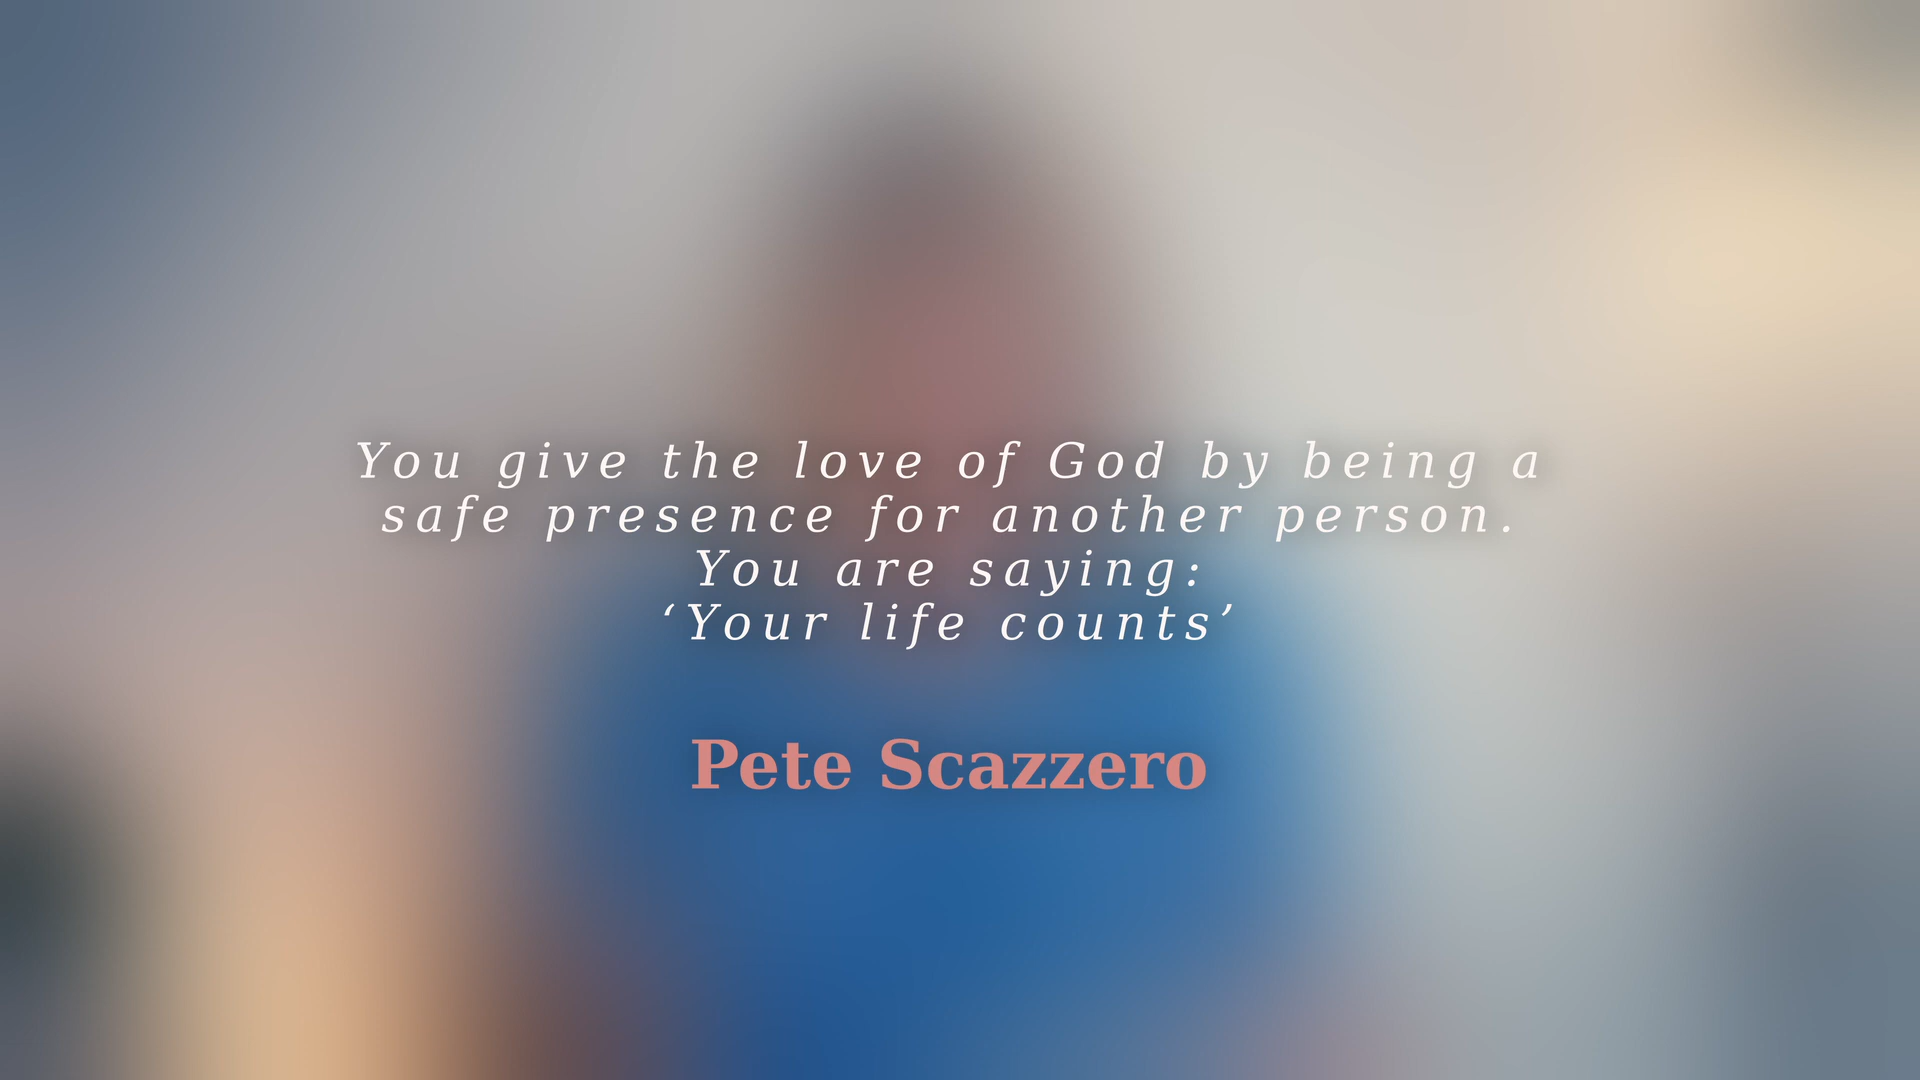 You give the love of God by being a
safe presence for another person.
You are saying:
‘Your life counts’
Pete Scazzero